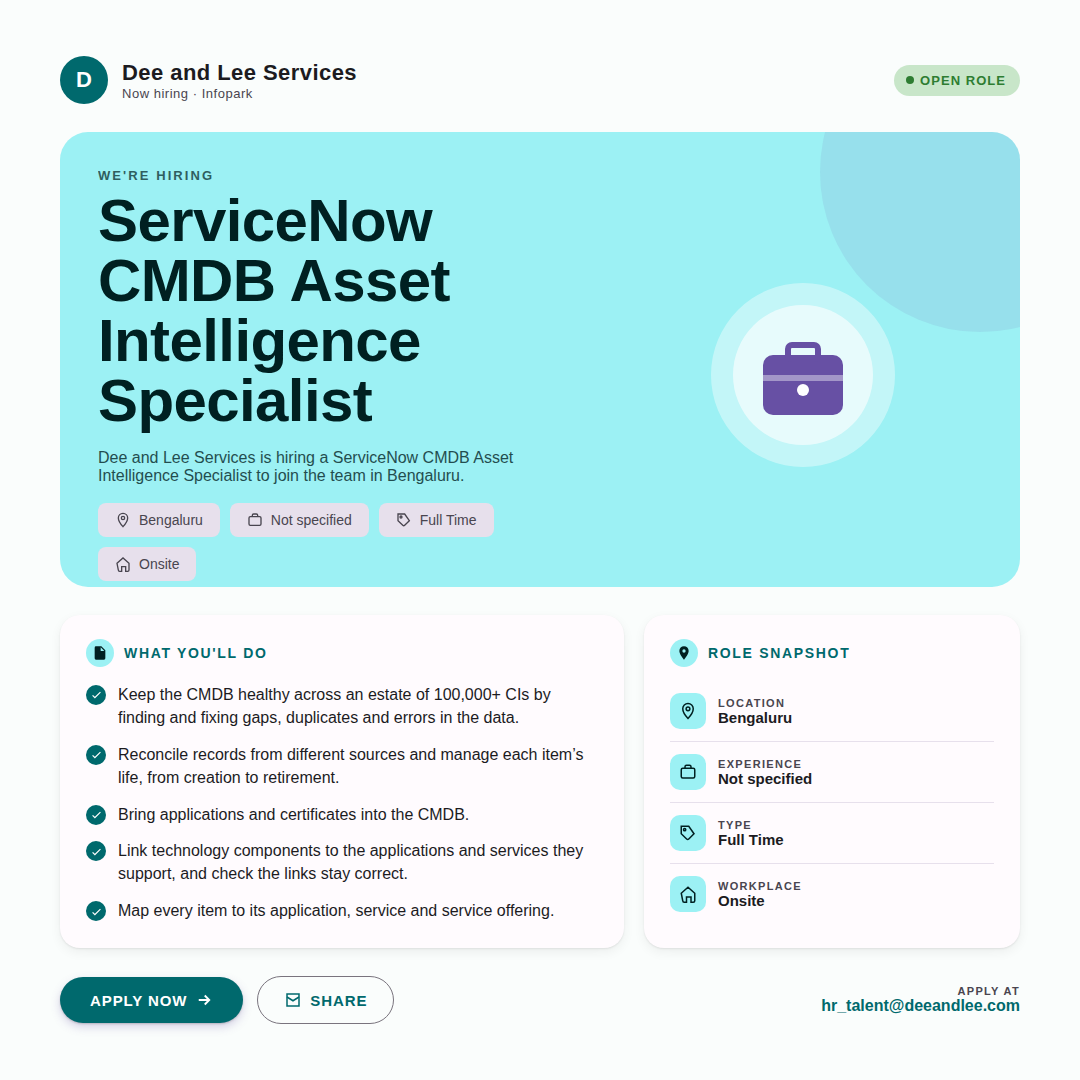 D
Dee and Lee Services
Now hiring · Infopark
OPEN ROLE
WE'RE HIRING
ServiceNow
CMDB Asset
Intelligence
Specialist
Dee and Lee Services is hiring a ServiceNow CMDB Asset
Intelligence Specialist to join the team in Bengaluru.
Bengaluru
Not specified
Full Time
Onsite
WHAT YOU'LL DO
Keep the CMDB healthy across an estate of 100,000+ CIs by
finding and fixing gaps, duplicates and errors in the data.
Reconcile records from different sources and manage each item’s
life, from creation to retirement.
Bring applications and certificates into the CMDB.
Link technology components to the applications and services they
support, and check the links stay correct.
Map every item to its application, service and service offering.
ROLE SNAPSHOT
LOCATION
Bengaluru
EXPERIENCE
Not specified
TYPE
Full Time
WORKPLACE
Onsite
APPLY NOW
SHARE
APPLY AT
hr_talent@deeandlee.com